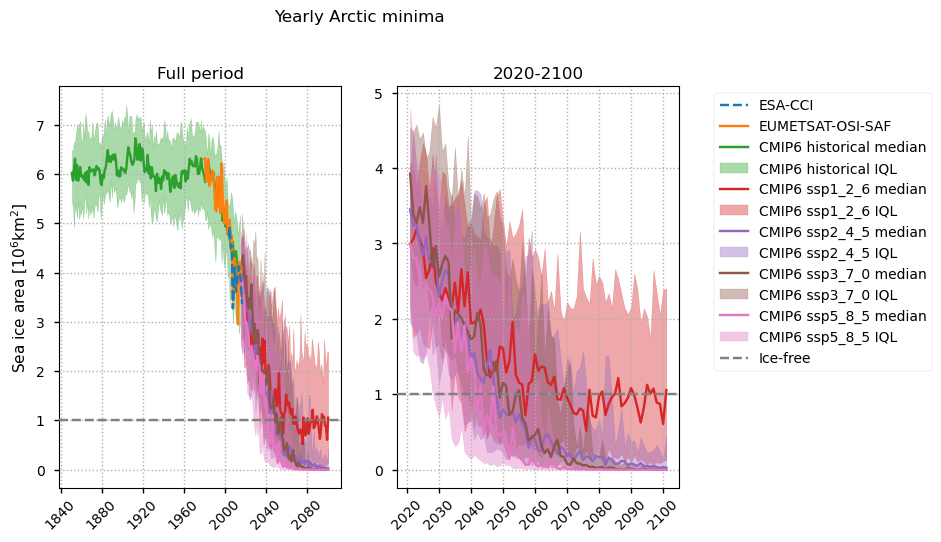 Yearly Arctic minima
Full period
2020-2100
Sea ice area [10⁶km²]
7
6
5
4
3
2
1
0
1840
1880
1920
1960
2000
2040
2080
5
4
3
2
1
0
2020
2030
2040
2050
2060
2070
2080
2090
2100
ESA-CCI
EUMETSAT-OSI-SAF
CMIP6 historical median
CMIP6 historical IQL
CMIP6 ssp1_2_6 median
CMIP6 ssp1_2_6 IQL
CMIP6 ssp2_4_5 median
CMIP6 ssp2_4_5 IQL
CMIP6 ssp3_7_0 median
CMIP6 ssp3_7_0 IQL
CMIP6 ssp5_8_5 median
CMIP6 ssp5_8_5 IQL
Ice-free